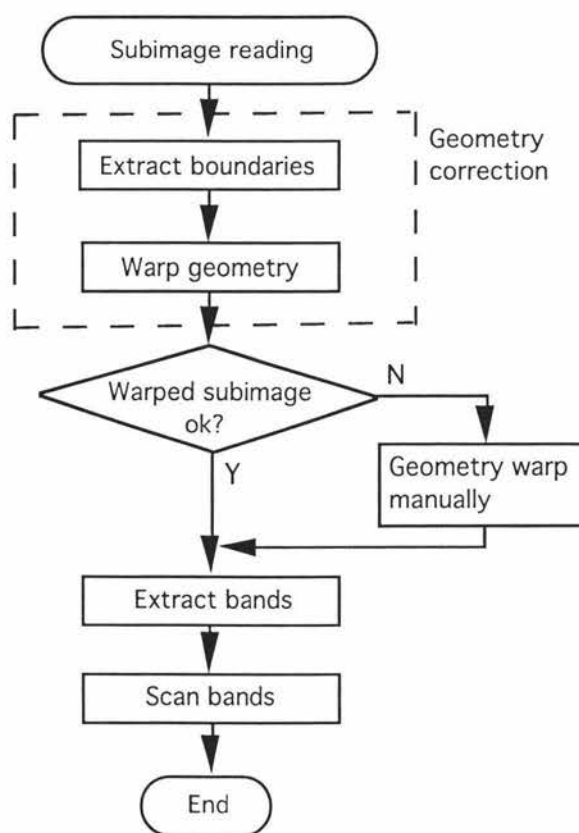 Subimage reading
Geometry
correction
Extract boundaries
Warp geometry
Warped subimage
ok?
N
Y
Geometry warp
manually
Extract bands
Scan bands
End